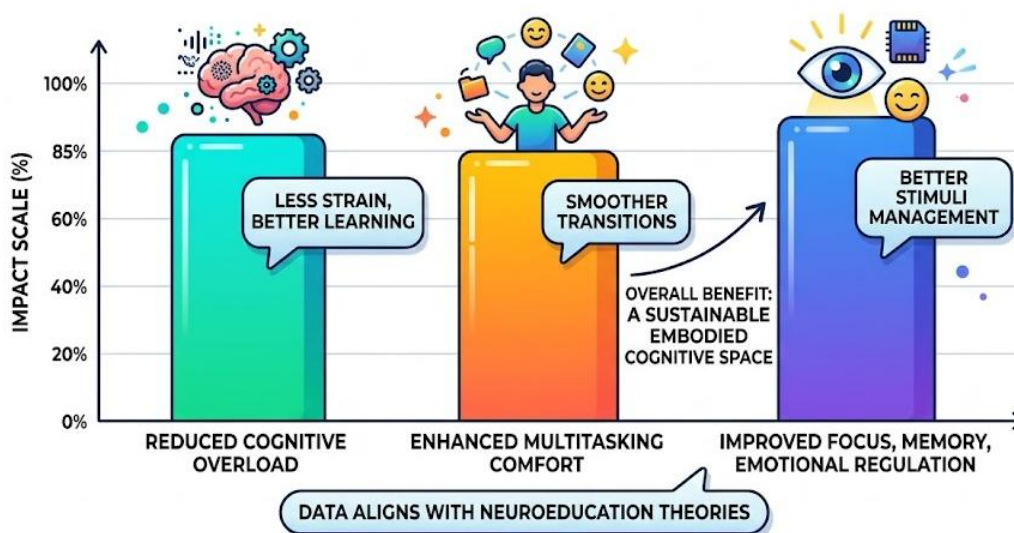 IMPACT SCALE (%)
100%
85%
60%
40%
20%
0%
LESS STRAIN,
BETTER LEARNING
SMOOTHER
TRANSITIONS
BETTER
STIMULI
MANAGEMENT
OVERALL BENEFIT:
A SUSTAINABLE
EMBODIED
COGNITIVE SPACE
REDUCED COGNITIVE
OVERLOAD
ENHANCED MULTITASKING
COMFORT
IMPROVED FOCUS, MEMORY,
EMOTIONAL REGULATION
DATA ALIGNS WITH NEUROEDUCATION THEORIES